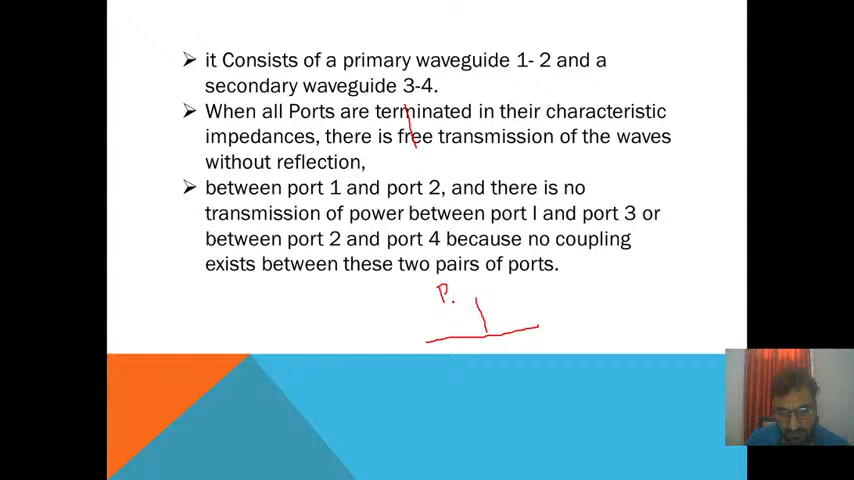 it Consists of a primary waveguide 1- 2 and a
secondary waveguide 3-4.
When all Ports are terminated in their characteristic
impedances, there is free transmission of the waves
without reflection,
between port 1 and port 2, and there is no
transmission of power between port I and port 3 or
between port 2 and port 4 because no coupling
exists between these two pairs of ports.
P.